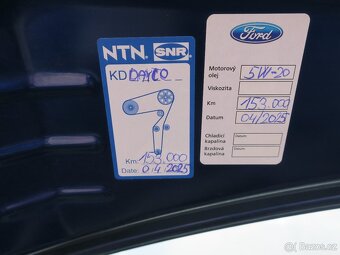 NTN. SNR
KD DAYCO
Km: 153.000
Date: 04/2025
Ford
Motorový olej 5W-20
Viskozita
Km 153.000
Datum 04/2025
Chladící kapalina Datum
Brzdová kapalina Datum
Bazos.cz